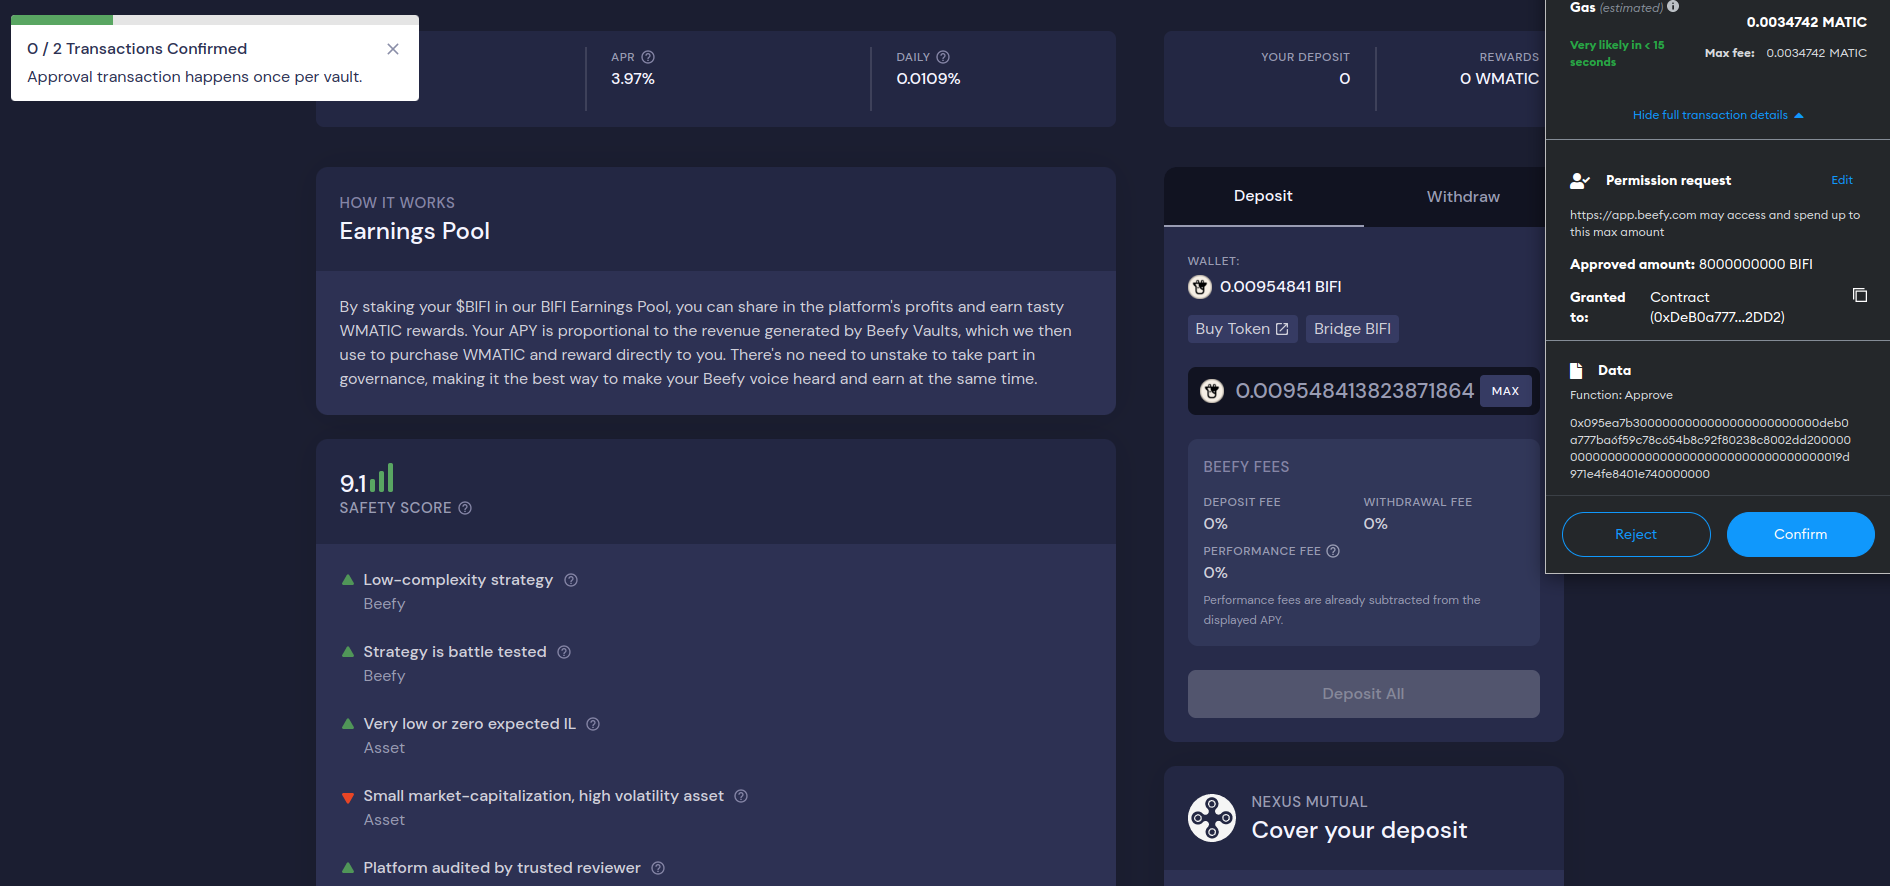 0 / 2 Transactions Confirmed
Approval transaction happens once per vault.
APR
3.97%
DAILY
0.0109%
YOUR DEPOSIT
0
REWARDS
0 WMATIC
HOW IT WORKS
Earnings Pool
By staking your $BIFI in our BIFI Earnings Pool, you can share in the platform's profits and earn tasty
WMATIC rewards. Your APY is proportional to the revenue generated by Beefy Vaults, which we then
use to purchase WMATIC and reward directly to you. There's no need to unstake to take part in
governance, making it the best way to make your Beefy voice heard and earn at the same time.
9.1
SAFETY SCORE
Low-complexity strategy
Beefy
Strategy is battle tested
Beefy
Very low or zero expected IL
Asset
Small market-capitalization, high volatility asset
Asset
Platform audited by trusted reviewer
Deposit
Withdraw
WALLET:
0.00954841 BIFI
Buy Token
Bridge BIFI
0.009548413823871864
MAX
BEEFY FEES
DEPOSIT FEE
0%
WITHDRAWAL FEE
0%
PERFORMANCE FEE
0%
Performance fees are already subtracted from the
displayed APY.
Deposit All
NEXUS MUTUAL
Cover your deposit
Gas (estimated)
0.0034742 MATIC
Very likely in < 15
seconds
Max fee: 0.0034742 MATIC
Hide full transaction details
Permission request
Edit
https://app.beefy.com may access and spend up to
this max amount
Approved amount: 8000000000 BIFI
Granted
to:
Contract
(0xDeB0a777...2DD2)
Data
Function: Approve
0x095ea7b3000000000000000000000000deb0
a777ba6f59c78c654b8c92f80238c8002dd200000
0000000000000000000000000000000000019d
971e4fe8401e740000000
Reject
Confirm